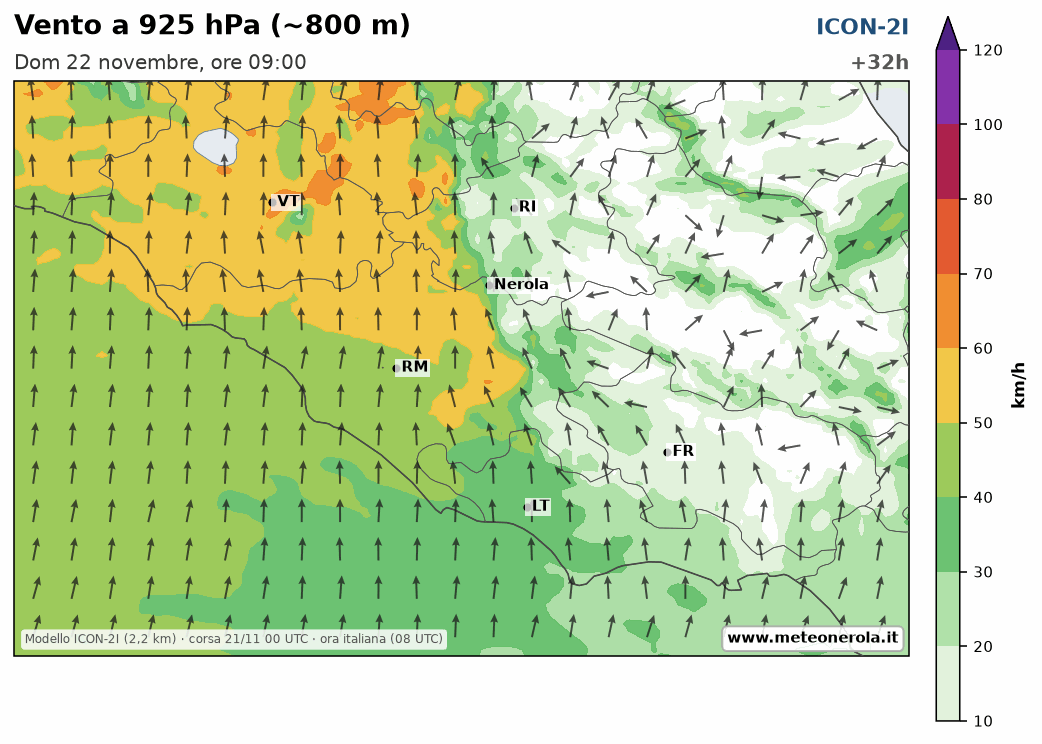 Vento a 925 hPa (~800 m)
ICON-2I
Dom 22 novembre, ore 09:00
+32h
120
100
80
70
60
50
40
30
20
10
km/h
VT
RI
Nerola
RM
FR
LT
Modello ICON-2I (2,2 km) · corsa 21/11 00 UTC · ora italiana (08 UTC)
www.meteonerola.it